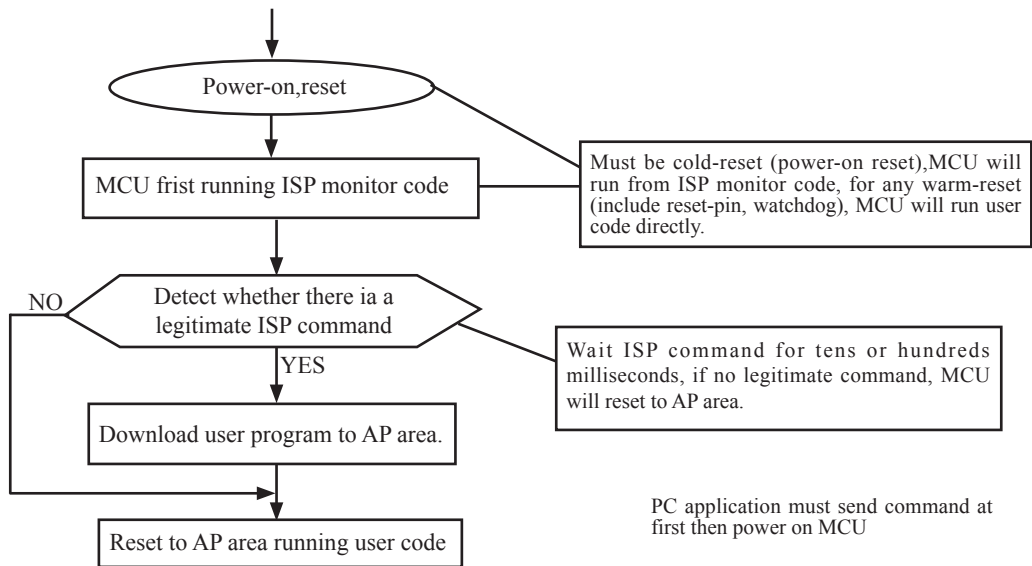 Power-on,reset
MCU frist running ISP monitor code
Must be cold-reset (power-on reset),MCU will
run from ISP monitor code, for any warm-reset
(include reset-pin, watchdog), MCU will run user
code directly.
NO
Detect whether there ia a
legitimate ISP command
YES
Wait ISP command for tens or hundreds
milliseconds, if no legitimate command, MCU
will reset to AP area.
Download user program to AP area.
PC application must send command at
first then power on MCU
Reset to AP area running user code